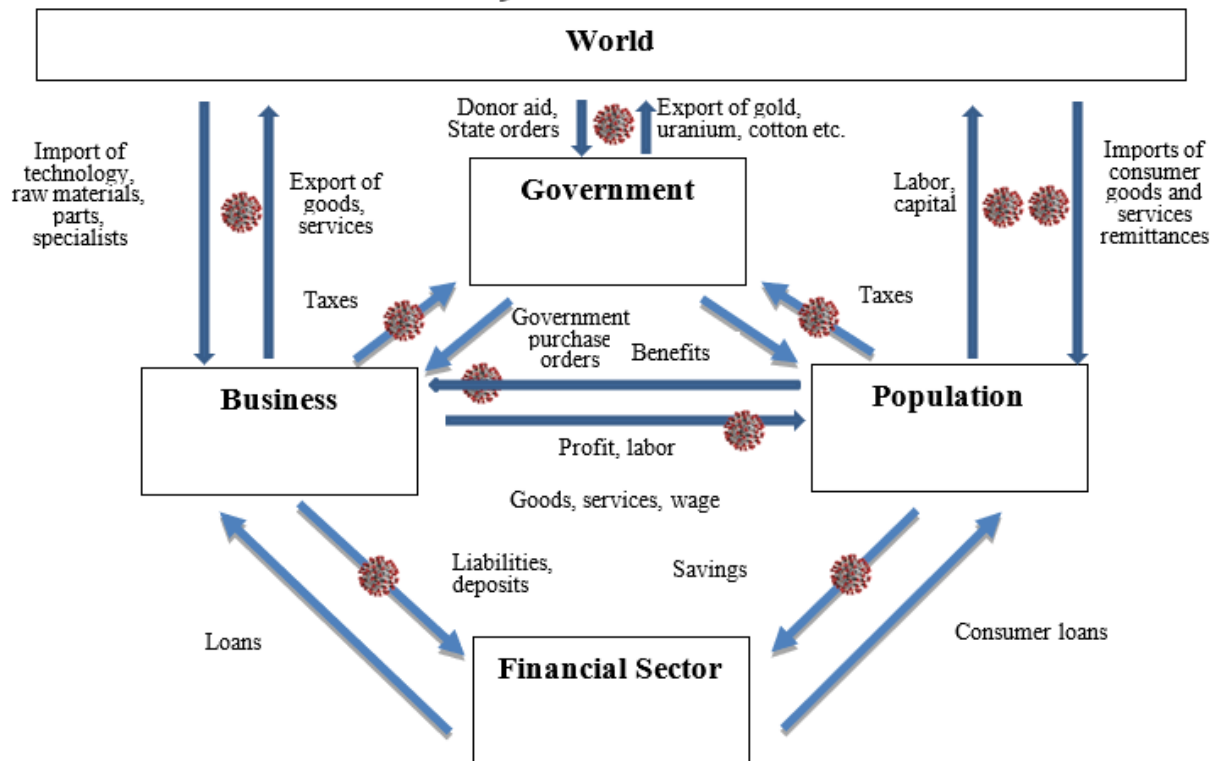 World
Donor aid,
State orders
Export of gold,
uranium, cotton etc.
Import of
technology,
raw materials,
parts,
specialists
Export of
goods,
services
Government
Labor,
capital
Imports of
consumer
goods and
services
remittances
Taxes
Taxes
Government
purchase
orders
Benefits
Business
Population
Profit, labor
Goods, services, wage
Liabilities,
deposits
Savings
Loans
Consumer loans
Financial Sector